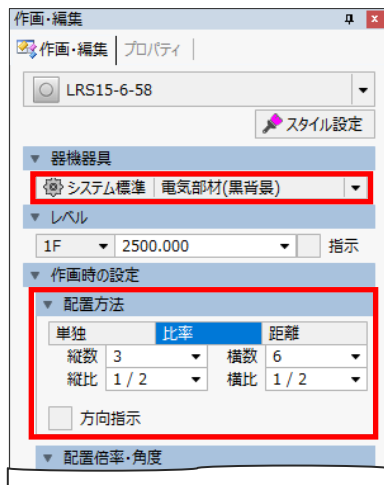 作画・編集
作画・編集 プロパティ
LRS15-6-58
スタイル設定
器機器具
システム標準 電気部材(黒背景)
レベル
1F 2500.000 指示
作画時の設定
配置方法
単独 比率 距離
縦数 3 横数 6
縦比 1 / 2 横比 1 / 2
方向指示
配置倍率・角度